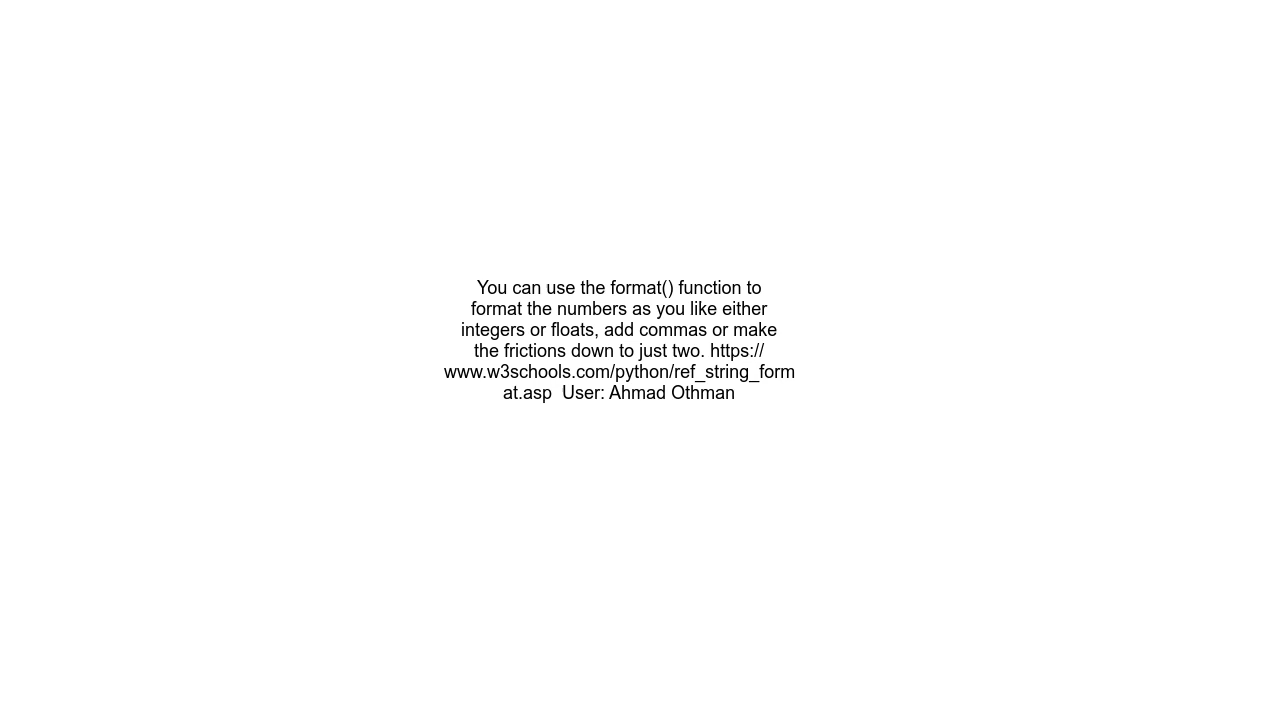 You can use the format() function to
format the numbers as you like either
integers or floats, add commas or make
the frictions down to just two. https://
www.w3schools.com/python/ref_string_form
at.asp  User: Ahmad Othman